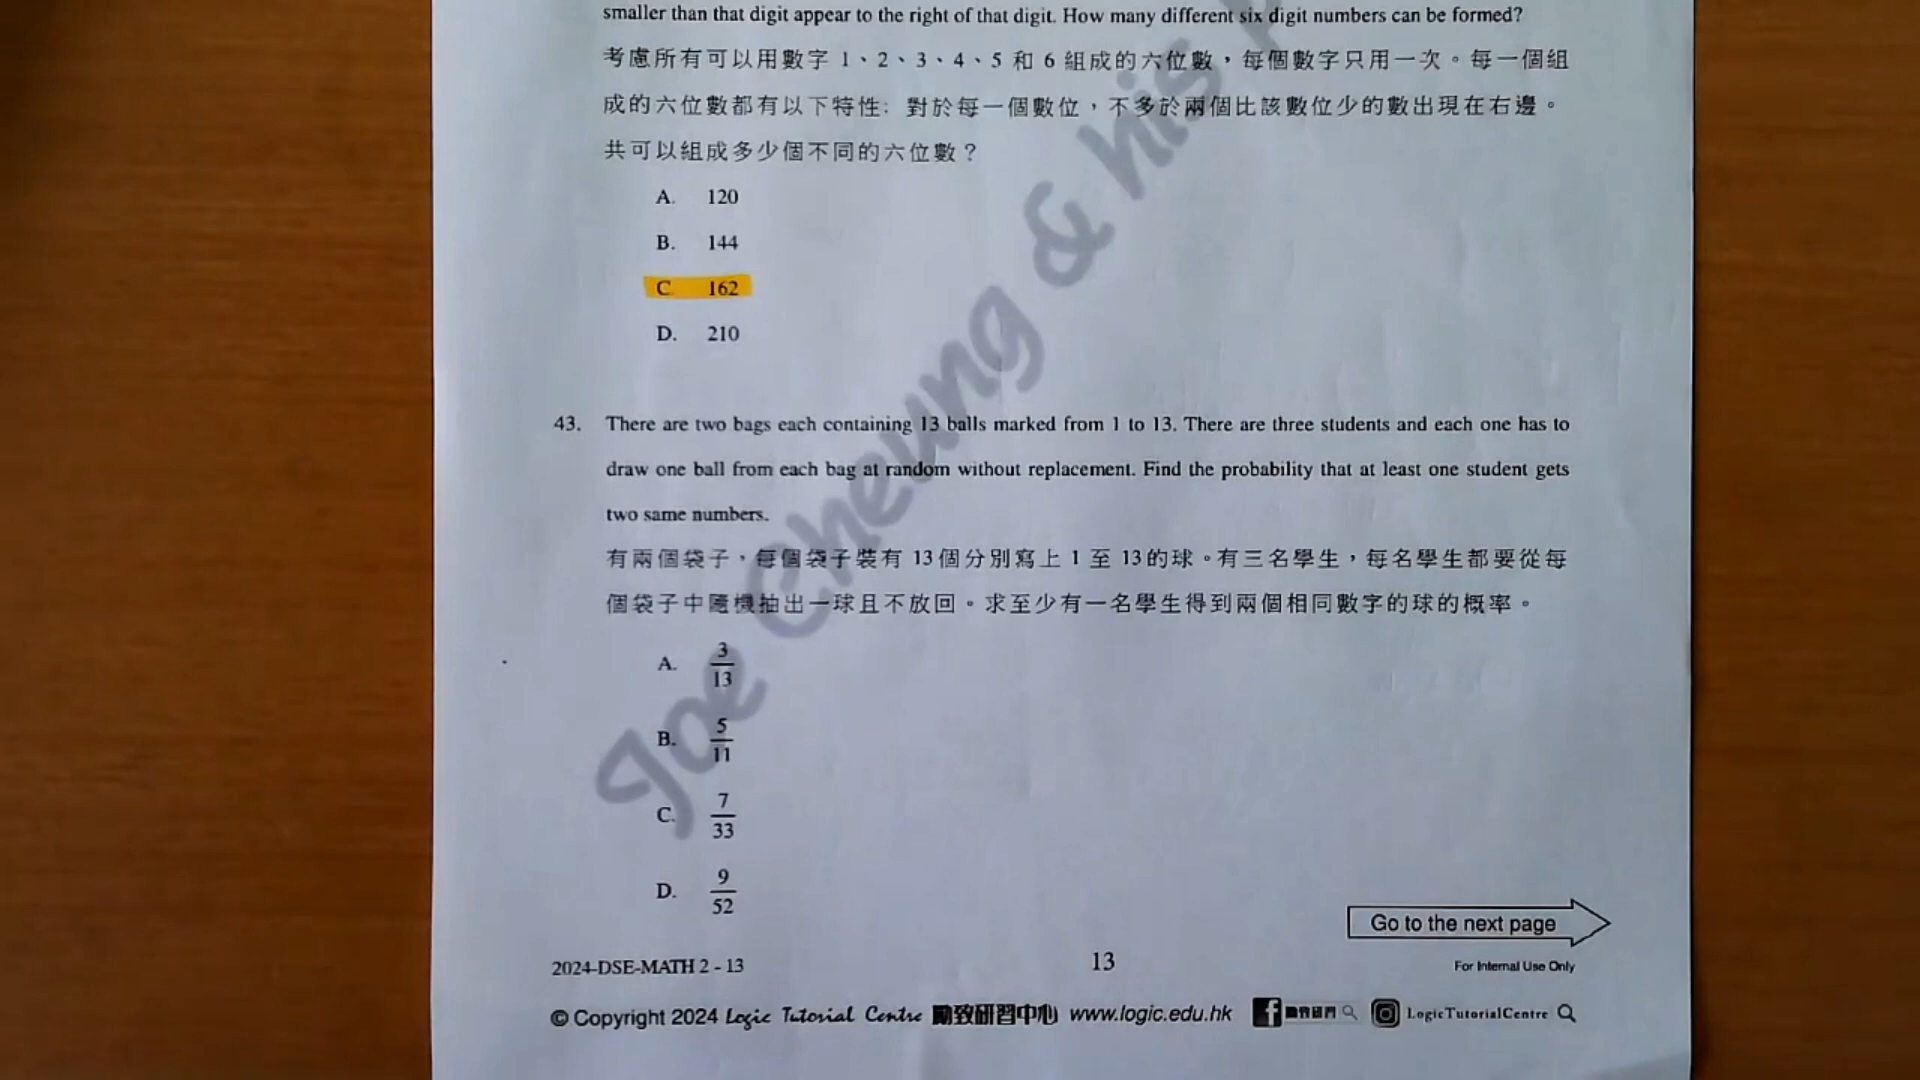 smaller than that digit appear to the right of that digit. How many different six digit numbers can be formed?
考慮所有可以用數字 1、2、3、4、5 和 6 組成的六位數，每個數字只用一次。每一個組
成的六位數都有以下特性: 對於每一個數位，不多於兩個比該數位少的數出現在右邊。
共可以組成多少個不同的六位數？
A. 120
B. 144
C. 162
D. 210
43. There are two bags each containing 13 balls marked from 1 to 13. There are three students and each one has to
draw one ball from each bag at random without replacement. Find the probability that at least one student gets
two same numbers.
有兩個袋子，每個袋子裝有 13 個分別寫上 1 至 13 的球。有三名學生，每名學生都要從每
個袋子中隨機抽出一球且不放回。求至少有一名學生得到兩個相同數字的球的概率。
A. 3/13
B. 5/11
C. 7/33
D. 9/52
Go to the next page
2024-DSE-MATH 2 - 13
13
For Internal Use Only
© Copyright 2024 Logic Tutorial Centre 勵致研習中心 www.logic.edu.hk
LogicTutorialCentre
Joe Cheung & his